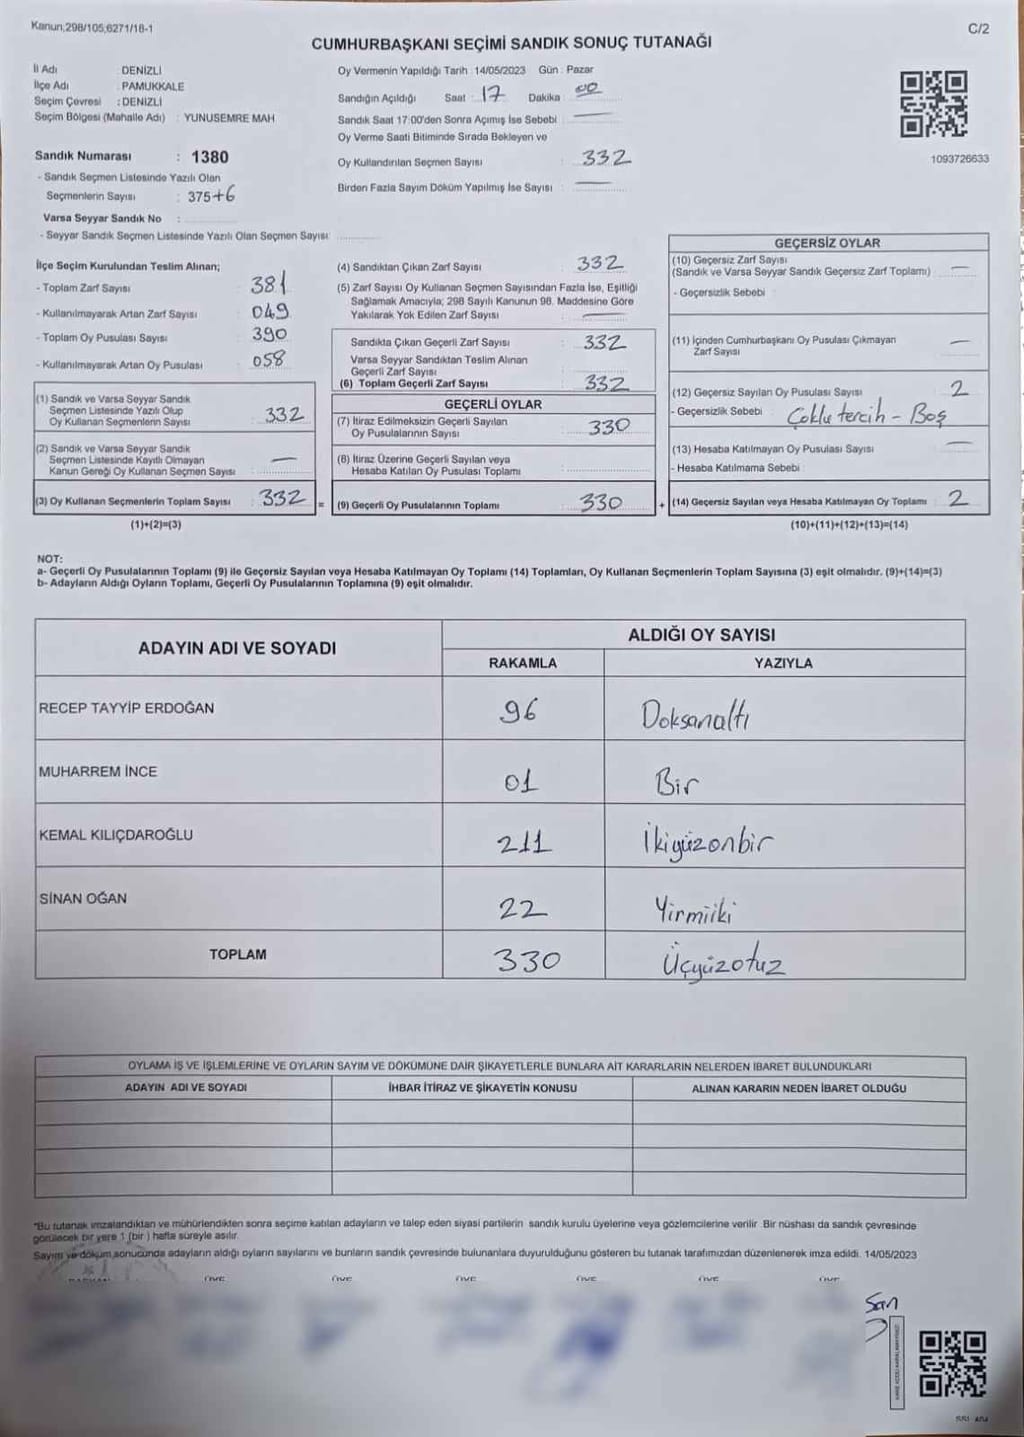 Kanun;298/105,6271/18-1
C/2
CUMHURBAŞKANI SEÇİMİ SANDIK SONUÇ TUTANAĞI
İl Adı : DENİZLİ
İlçe Adı : PAMUKKALE
Seçim Çevresi : DENİZLİ
Seçim Bölgesi (Mahalle Adı) : YUNUSEMRE MAH
Sandık Numarası : 1380
- Sandık Seçmen Listesinde Yazılı Olan
Seçmenlerin Sayısı : 375+6
Varsa Seyyar Sandık No :
- Seyyar Sandık Seçmen Listesinde Yazılı Olan Seçmen Sayısı:
Oy Vermenin Yapıldığı Tarih : 14/05/2023 Gün : Pazar
Sandığın Açıldığı Saat : 17 Dakika : 00
Sandık Saat 17:00'den Sonra Açımış İse Sebebi : —
Oy Verme Saati Bitiminde Sırada Bekleyen ve
Oy Kullandırılan Seçmen Sayısı : 332
Birden Fazla Sayım Döküm Yapılmış İse Sayısı : —
1093726633
İlçe Seçim Kurulundan Teslim Alınan;
- Toplam Zarf Sayısı : 381
- Kullanılmayarak Artan Zarf Sayısı : 049
- Toplam Oy Pusulası Sayısı : 390
- Kullanılmayarak Artan Oy Pusulası : 058
(1) Sandık ve Varsa Seyyar Sandık
Seçmen Listesinde Yazılı Olup
Oy Kullanan Seçmenlerin Sayısı : 332
(2) Sandık ve Varsa Seyyar Sandık
Seçmen Listesinde Kayıtlı Olmayan
Kanun Gereği Oy Kullanan Seçmen Sayısı : —
(3) Oy Kullanan Seçmenlerin Toplam Sayısı : 332
(1)+(2)=(3)
(4) Sandıktan Çıkan Zarf Sayısı : 332
(5) Zarf Sayısı Oy Kullanan Seçmen Sayısından Fazla İse, Eşitliği
Sağlamak Amacıyla; 298 Sayılı Kanunun 98. Maddesine Göre
Yakılarak Yok Edilen Zarf Sayısı : —
Sandıkta Çıkan Geçerli Zarf Sayısı : 332
Varsa Seyyar Sandıktan Teslim Alınan
Geçerli Zarf Sayısı :
(6) Toplam Geçerli Zarf Sayısı : 332
GEÇERLİ OYLAR
(7) İtiraz Edilmeksizin Geçerli Sayılan
Oy Pusulalarının Sayısı : 330
(8) İtiraz Üzerine Geçerli Sayılan veya
Hesaba Katılan Oy Pusulası Toplamı :
= (9) Geçerli Oy Pusulalarının Toplamı : 330
GEÇERSİZ OYLAR
(10) Geçersiz Zarf Sayısı
(Sandık ve Varsa Seyyar Sandık Geçersiz Zarf Toplamı) : —
- Geçersizlik Sebebi :
(11) İçinden Cumhurbaşkanı Oy Pusulası Çıkmayan
Zarf Sayısı : —
(12) Geçersiz Sayılan Oy Pusulası Sayısı : 2
- Geçersizlik Sebebi : Çoklu tercih - Boş
(13) Hesaba Katılmayan Oy Pusulası Sayısı : —
- Hesaba Katılmama Sebebi :
+ (14) Geçersiz Sayılan veya Hesaba Katılmayan Oy Toplamı : 2
(10)+(11)+(12)+(13)=(14)
NOT:
a- Geçerli Oy Pusulalarının Toplamı (9) ile Geçersiz Sayılan veya Hesaba Katılmayan Oy Toplamı (14) Toplamları, Oy Kullanan Seçmenlerin Toplam Sayısına (3) eşit olmalıdır. (9)+(14)=(3)
b- Adayların Aldığı Oyların Toplamı, Geçerli Oy Pusulalarının Toplamına (9) eşit olmalıdır.
ADAYIN ADI VE SOYADI
ALDIĞI OY SAYISI
RAKAMLA YAZIYLA
RECEP TAYYİP ERDOĞAN 96 Doksanaltı
MUHARREM İNCE 01 Bir
KEMAL KILIÇDAROĞLU 211 İkiyüzonbir
SİNAN OĞAN 22 Yirmiiki
TOPLAM 330 Üçyüzotuz
OYLAMA İŞ VE İŞLEMLERİNE VE OYLARIN SAYIM VE DÖKÜMÜNE DAİR ŞİKAYETLERLE BUNLARA AİT KARARLARIN NELERDEN İBARET BULUNDUKLARI
ADAYIN ADI VE SOYADI İHBAR İTİRAZ VE ŞİKAYETİN KONUSU ALINAN KARARIN NEDEN İBARET OLDUĞU
*Bu tutanak imzalandıktan ve mühürlendikten sonra seçime katılan adayların ve talep eden siyasi partilerin sandık kurulu üyelerine veya gözlemcilerine verilir. Bir nüshası da sandık çevresinde
görülecek bir yere 1 (bir) hafta süreyle asılır.
Sayım ve döküm sonucunda adayların aldığı oyların sayılarını ve bunların sandık çevresinde bulunanlara duyurulduğunu gösteren bu tutanak tarafımızdan düzenlenerek imza edildi. 14/05/2023